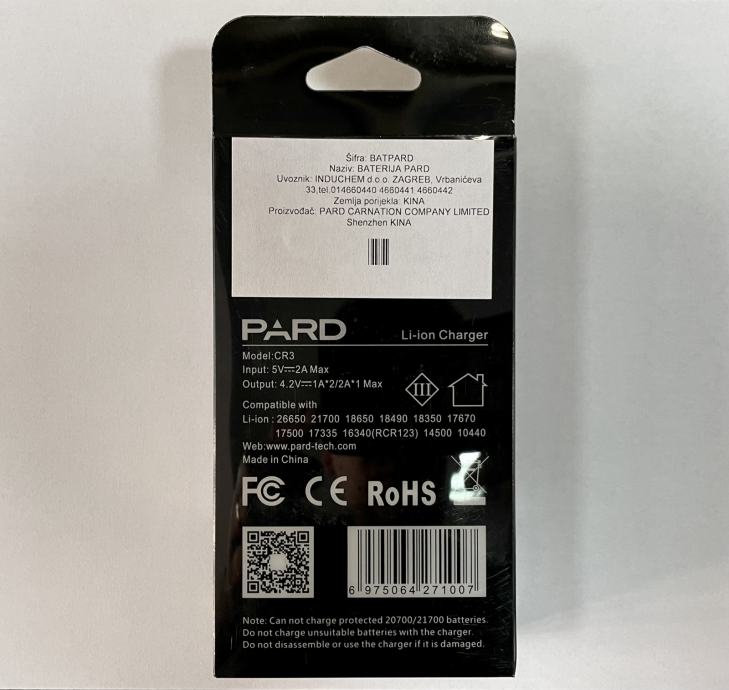 Šifra: BATPARD
Naziv: BATERIJA PARD
Uvoznik: INDUCHEM d.o.o. ZAGREB, Vrbanićeva
33,tel.014660440 4660441 4660442
Zemlja porijekla: KINA
Proizvođač: PARD CARNATION COMPANY LIMITED
Shenzhen KINA
PARD Li-ion Charger
Model:CR3
Input: 5V⎓2A Max
Output: 4.2V⎓1A*2/2A*1 Max
III
Compatible with
Li-ion : 26650 21700 18650 18490 18350 17670
17500 17335 16340(RCR123) 14500 10440
Web:www.pard-tech.com
Made in China
FC CE RoHS
6 975064 271007
Note: Can not charge protected 20700/21700 batteries.
Do not charge unsuitable batteries with the charger.
Do not disassemble or use the charger if it is damaged.